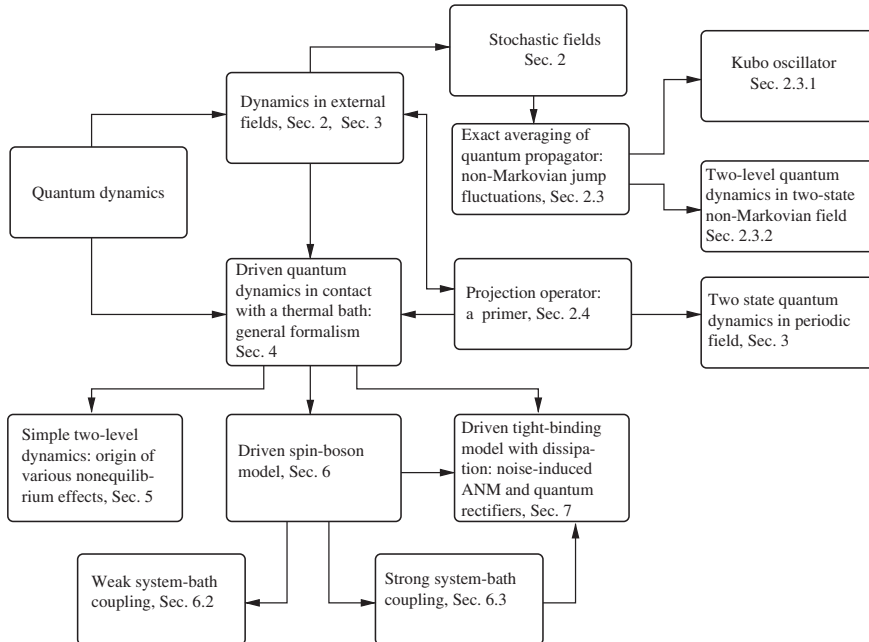 Stochastic fields
Sec. 2
Kubo oscillator
Sec. 2.3.1
Dynamics in external
fields, Sec. 2, Sec. 3
Exact averaging of
quantum propagator:
non-Markovian jump
fluctuations, Sec. 2.3
Quantum dynamics
Two-level quantum
dynamics in two-state
non-Markovian field
Sec. 2.3.2
Driven quantum
dynamics in contact
with a thermal bath:
general formalism
Sec. 4
Projection operator:
a primer, Sec. 2.4
Two state quantum
dynamics in periodic
field, Sec. 3
Simple two-level
dynamics: origin of
various nonequilib-
rium effects, Sec. 5
Driven spin-boson
model, Sec. 6
Driven tight-binding
model with dissipa-
tion: noise-induced
ANM and quantum
rectifiers, Sec. 7
Weak system-bath
coupling, Sec. 6.2
Strong system-bath
coupling, Sec. 6.3